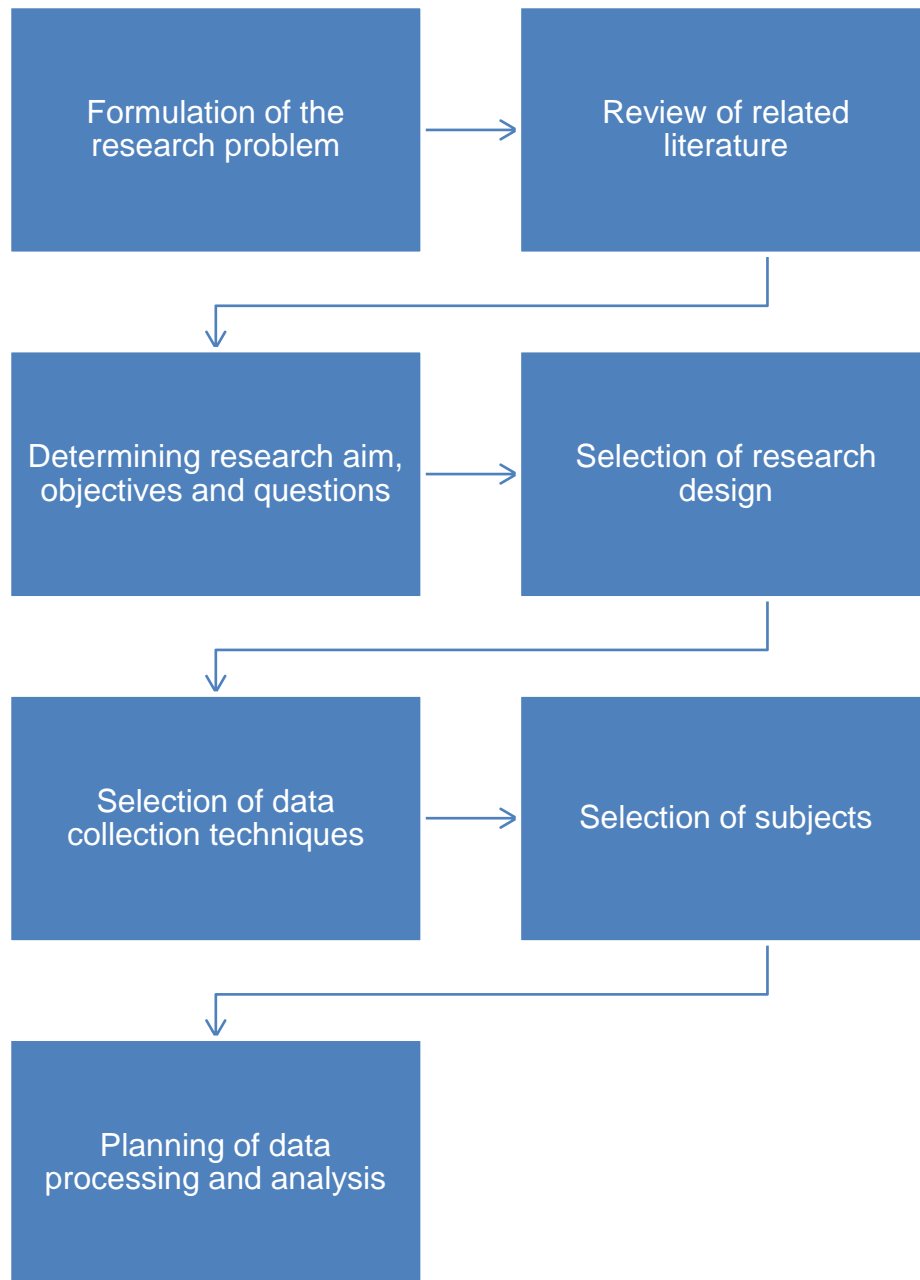 Formulation of the
research problem
Review of related
literature
Determining research aim,
objectives and questions
Selection of research
design
Selection of data
collection techniques
Selection of subjects
Planning of data
processing and analysis